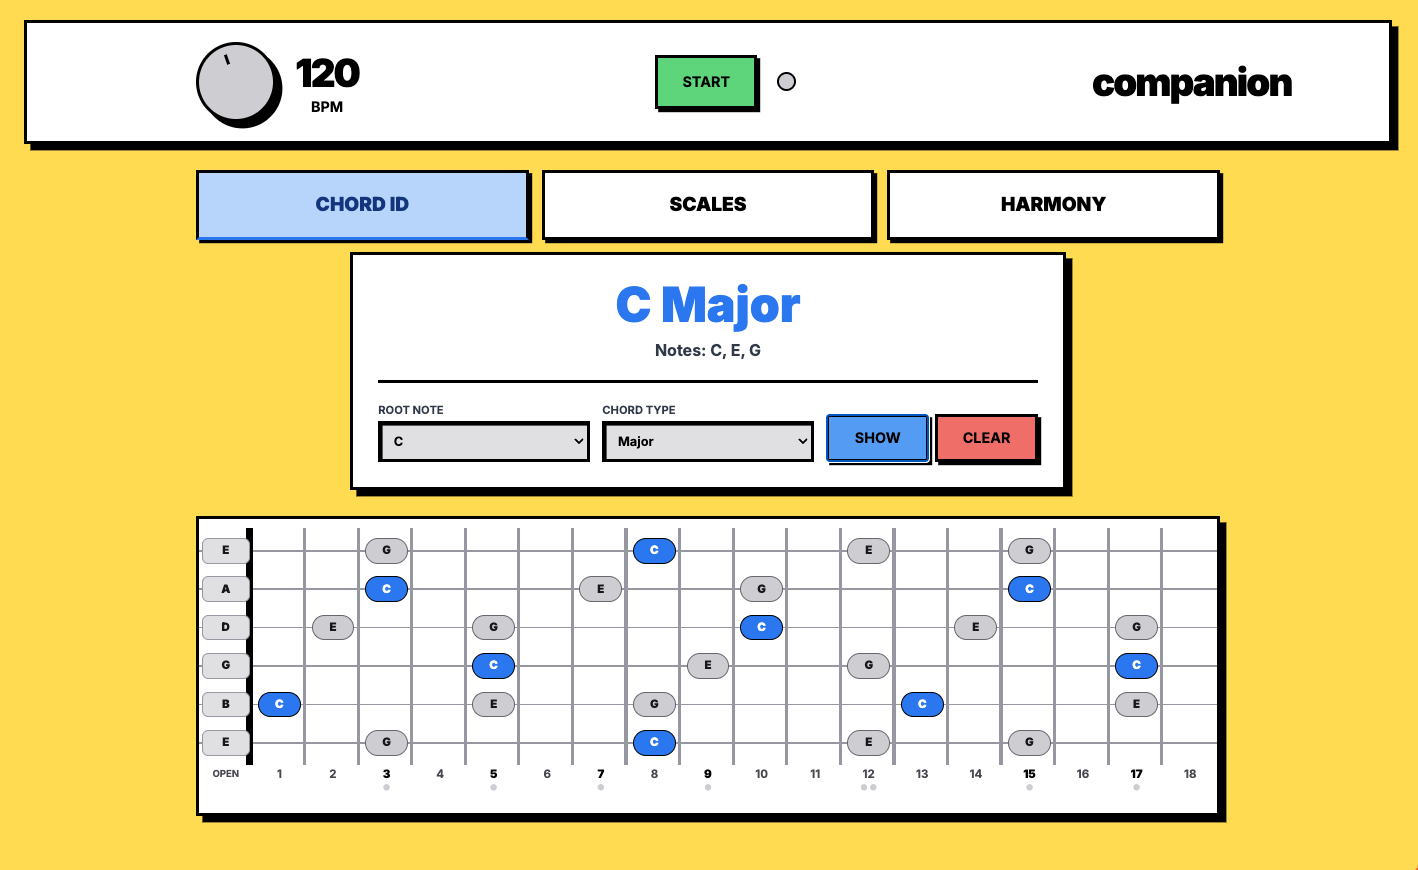 120
BPM
START
companion
CHORD ID
SCALES
HARMONY
C Major
Notes: C, E, G
ROOT NOTE
CHORD TYPE
C
Major
SHOW
CLEAR
E G C E G
A C E G C
D E G C E G
G C E G C
B C E G C E
E G C E G
OPEN 1 2 3 4 5 6 7 8 9 10 11 12 13 14 15 16 17 18